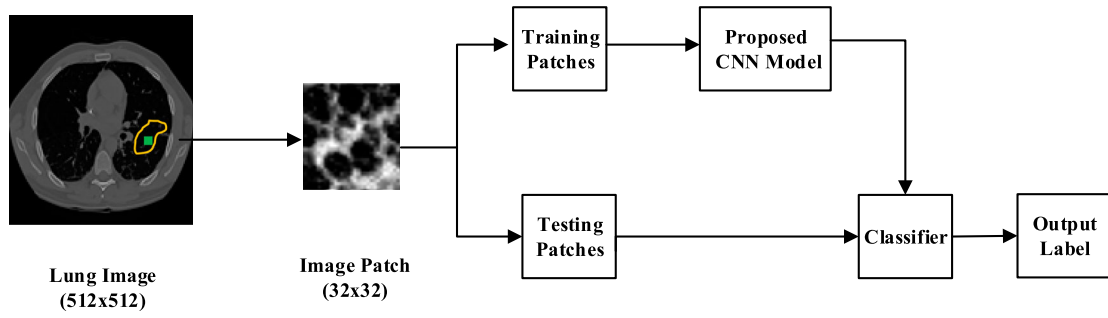 Training
Patches
Proposed
CNN Model
Testing
Patches
Classifier
Output
Label
Lung Image
(512x512)
Image Patch
(32x32)